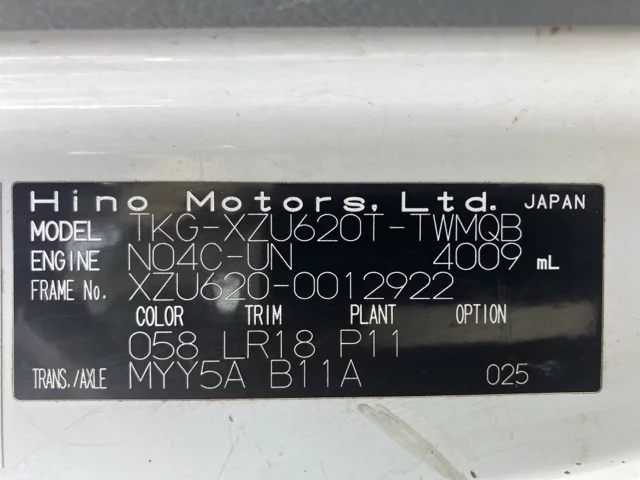 Hino Motors, Ltd. JAPAN
MODEL TKG-XZU620T-TWMQB
ENGINE N04C-UN 4009 mL
FRAME No. XZU620-0012922
COLOR TRIM PLANT OPTION
058 LR18 P11
TRANS./AXLE MYY5A B11A 025